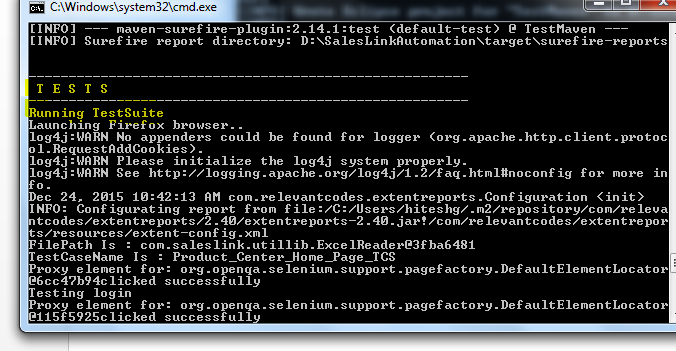 C:\Windows\system32\cmd.exe
[INFO] --- maven-surefire-plugin:2.14.1:test (default-test) @ TestMaven ---
[INFO] Surefire report directory: D:\SalesLinkAutomation\target\surefire-reports
-------------------------------------------------------
T E S T S
-------------------------------------------------------
Running TestSuite
Launching Firefox browser..
log4j:WARN No appenders could be found for logger (org.apache.http.client.protoc
ol.RequestAddCookies).
log4j:WARN Please initialize the log4j system properly.
log4j:WARN See http://logging.apache.org/log4j/1.2/faq.html#noconfig for more in
fo.
Dec 24, 2015 10:42:13 AM com.relevantcodes.extentreports.Configuration <init>
INFO: Configurating report from file:/C:/Users/hiteshg/.m2/repository/com/releva
ntcodes/extentreports/2.40/extentreports-2.40.jar!/com/relevantcodes/extentrepor
ts/resources/extent-config.xml
FilePath Is : com.saleslink.utillib.ExcelReader@3fba6481
TestCaseName Is : Product_Center_Home_Page_TCS
Proxy element for: org.openqa.selenium.support.pagefactory.DefaultElementLocator
@6cc47b94clicked successfully
Testing login
Proxy element for: org.openqa.selenium.support.pagefactory.DefaultElementLocator
@115f5925clicked successfully